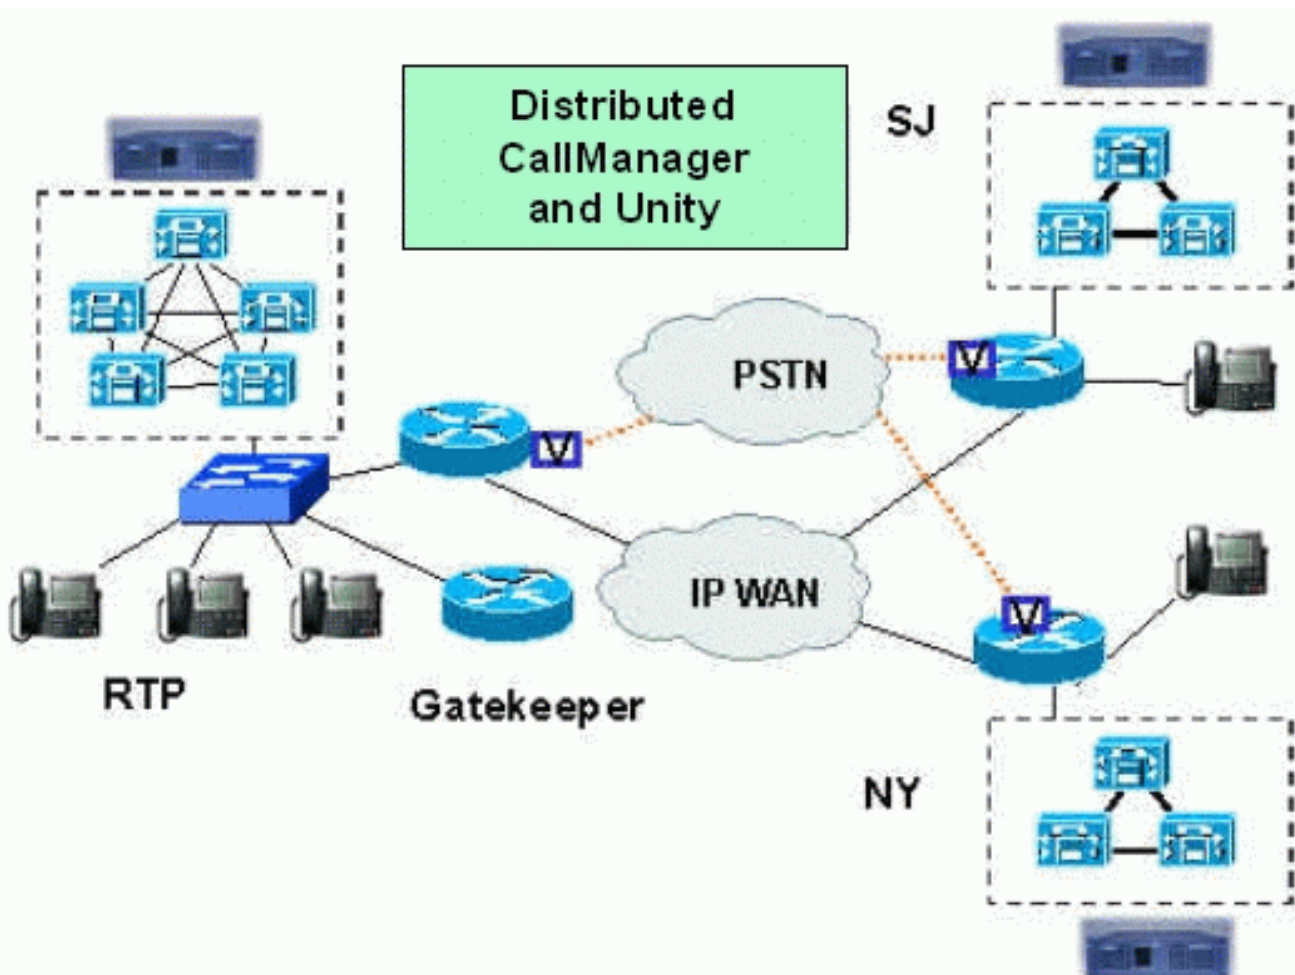 Distributed
CallManager
and Unity
SJ
PSTN
V
V
IP WAN
V
RTP
Gatekeeper
NY